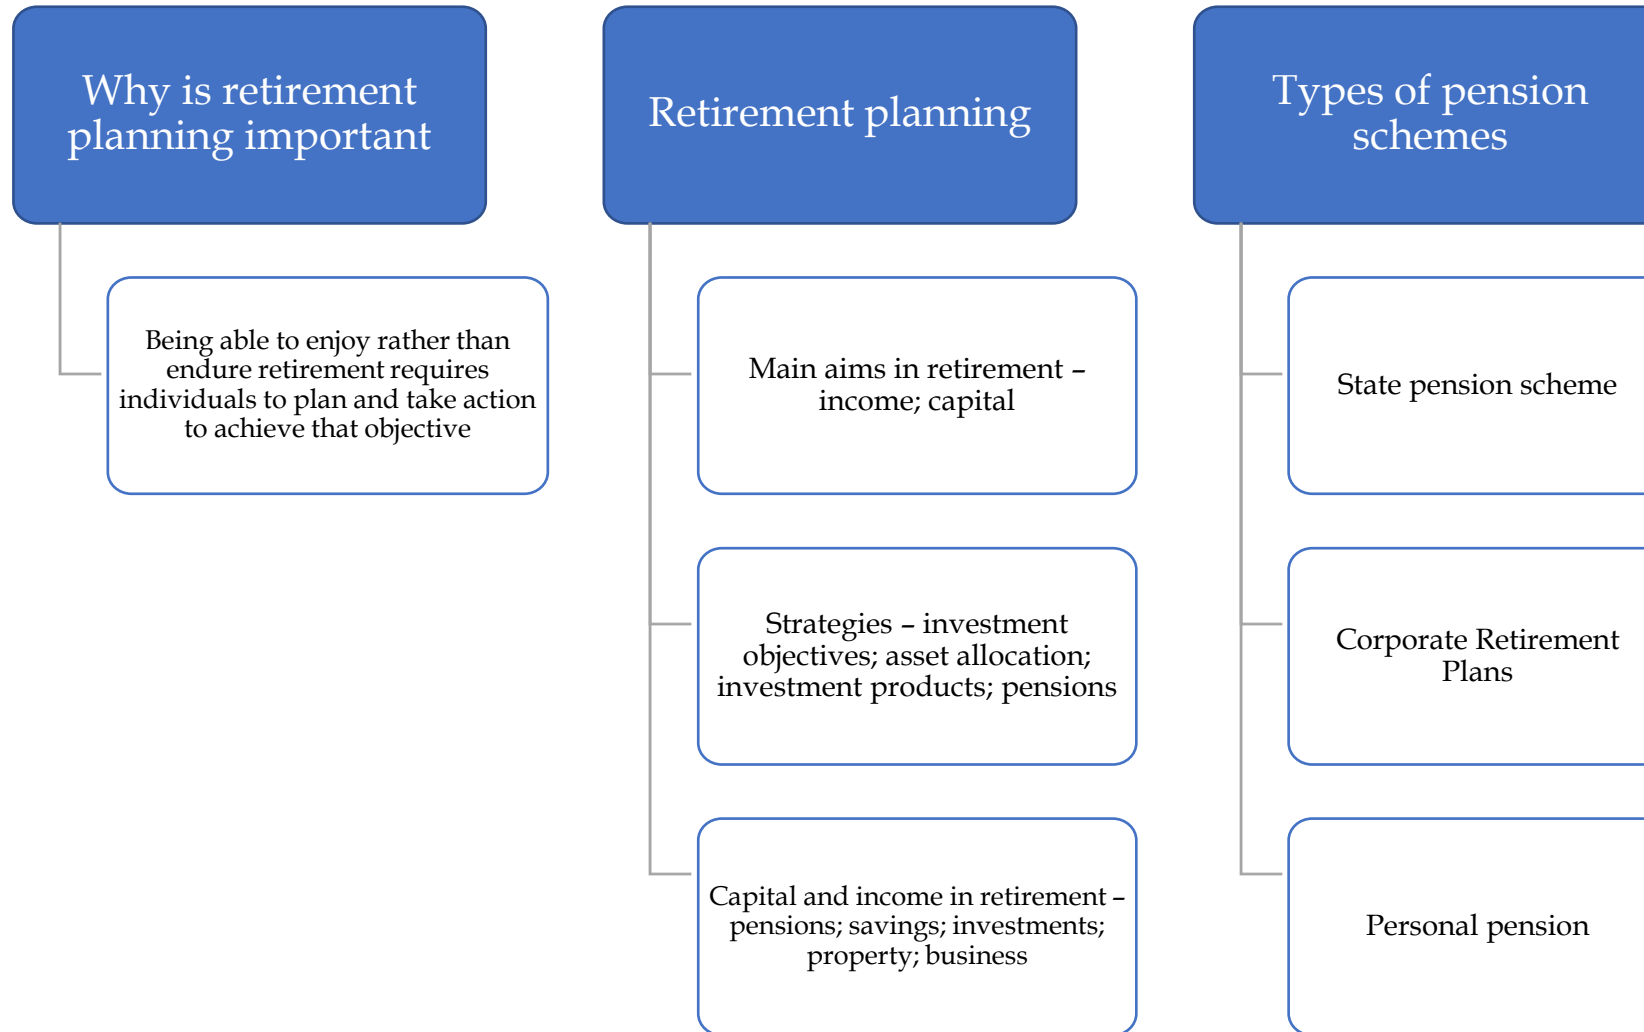 Why is retirement
planning important
Being able to enjoy rather than
endure retirement requires
individuals to plan and take action
to achieve that objective
Retirement planning
Main aims in retirement –
income; capital
Strategies – investment
objectives; asset allocation;
investment products; pensions
Capital and income in retirement –
pensions; savings; investments;
property; business
Types of pension
schemes
State pension scheme
Corporate Retirement
Plans
Personal pension